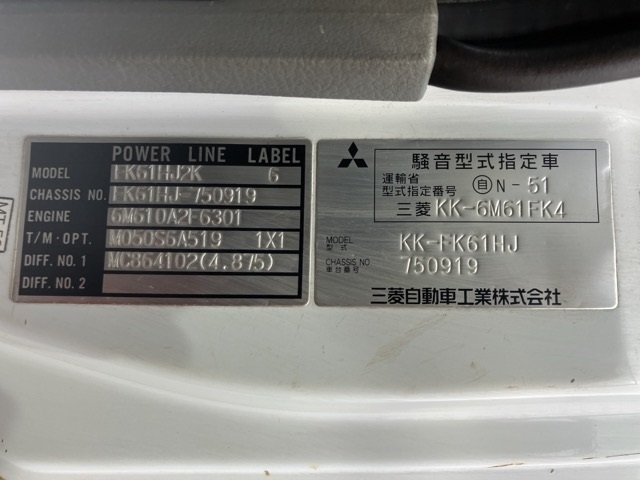 POWER LINE LABEL
MODEL FK61HJ2K G
CHASSIS NO. FK61HJ-750919
ENGINE 6M610A2F6301
T/M・OPT. M050S6A519 1X1
DIFF. NO. 1 MC864102(4.875)
DIFF. NO. 2
騒音型式指定車
運輸省
型式指定番号 自 N-51
三菱 KK-6M61FK4
MODEL
型式 KK-FK61HJ
CHASSIS NO
車台番号 750919
三菱自動車工業株式会社